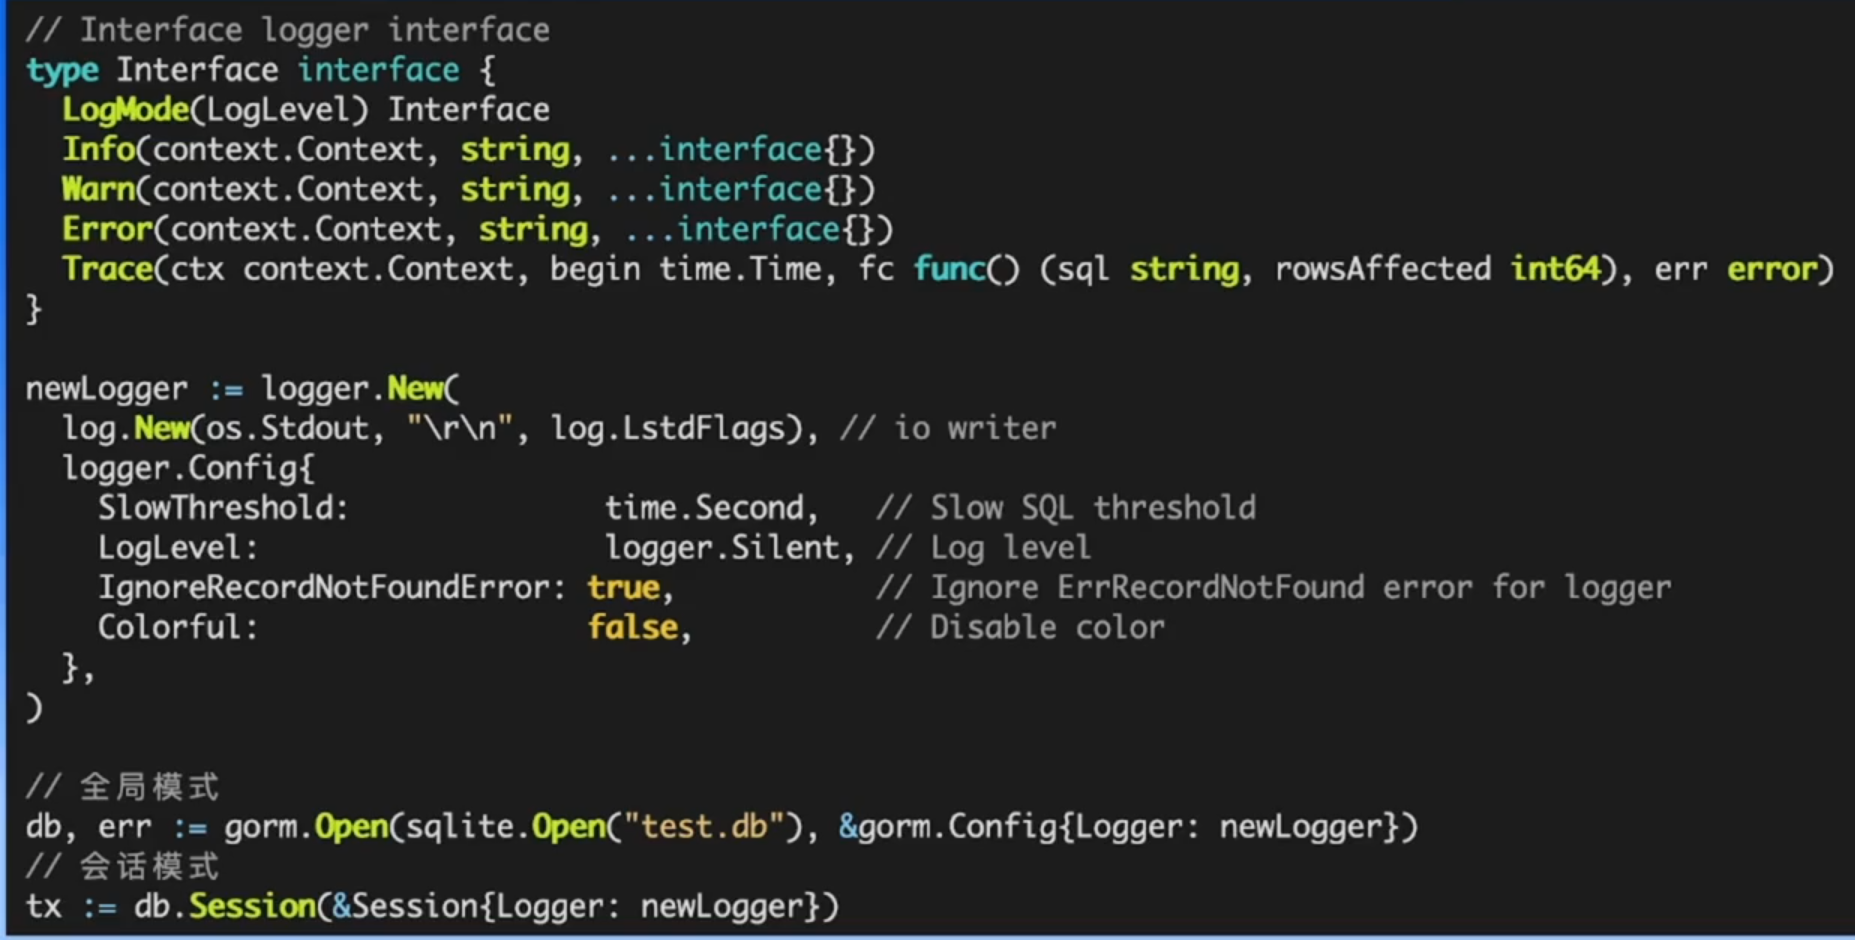 // Interface logger interface
type Interface interface {
  LogMode(LogLevel) Interface
  Info(context.Context, string, ...interface{})
  Warn(context.Context, string, ...interface{})
  Error(context.Context, string, ...interface{})
  Trace(ctx context.Context, begin time.Time, fc func() (sql string, rowsAffected int64), err error)
}

newLogger := logger.New(
  log.New(os.Stdout, "\r\n", log.LstdFlags), // io writer
  logger.Config{
    SlowThreshold:              time.Second,   // Slow SQL threshold
    LogLevel:                   logger.Silent, // Log level
    IgnoreRecordNotFoundError: true,           // Ignore ErrRecordNotFound error for logger
    Colorful:                  false,          // Disable color
  },
)

// 全局模式
db, err := gorm.Open(sqlite.Open("test.db"), &gorm.Config{Logger: newLogger})
// 会话模式
tx := db.Session(&Session{Logger: newLogger})